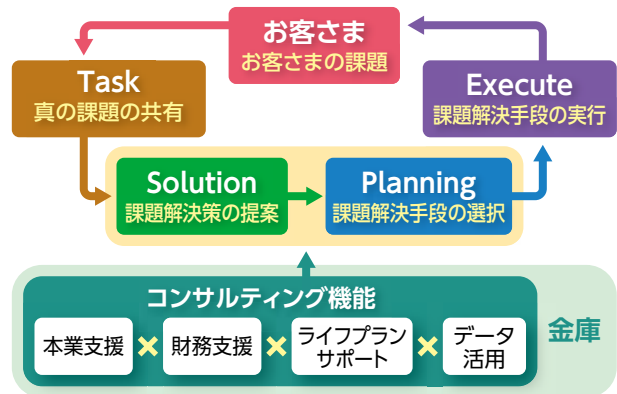 お客さま
お客さまの課題
Task
真の課題の共有
Execute
課題解決手段の実行
Solution
課題解決策の提案
Planning
課題解決手段の選択
コンサルティング機能
本業支援
×
財務支援
×
ライフプラン
サポート
×
データ
活用
金庫